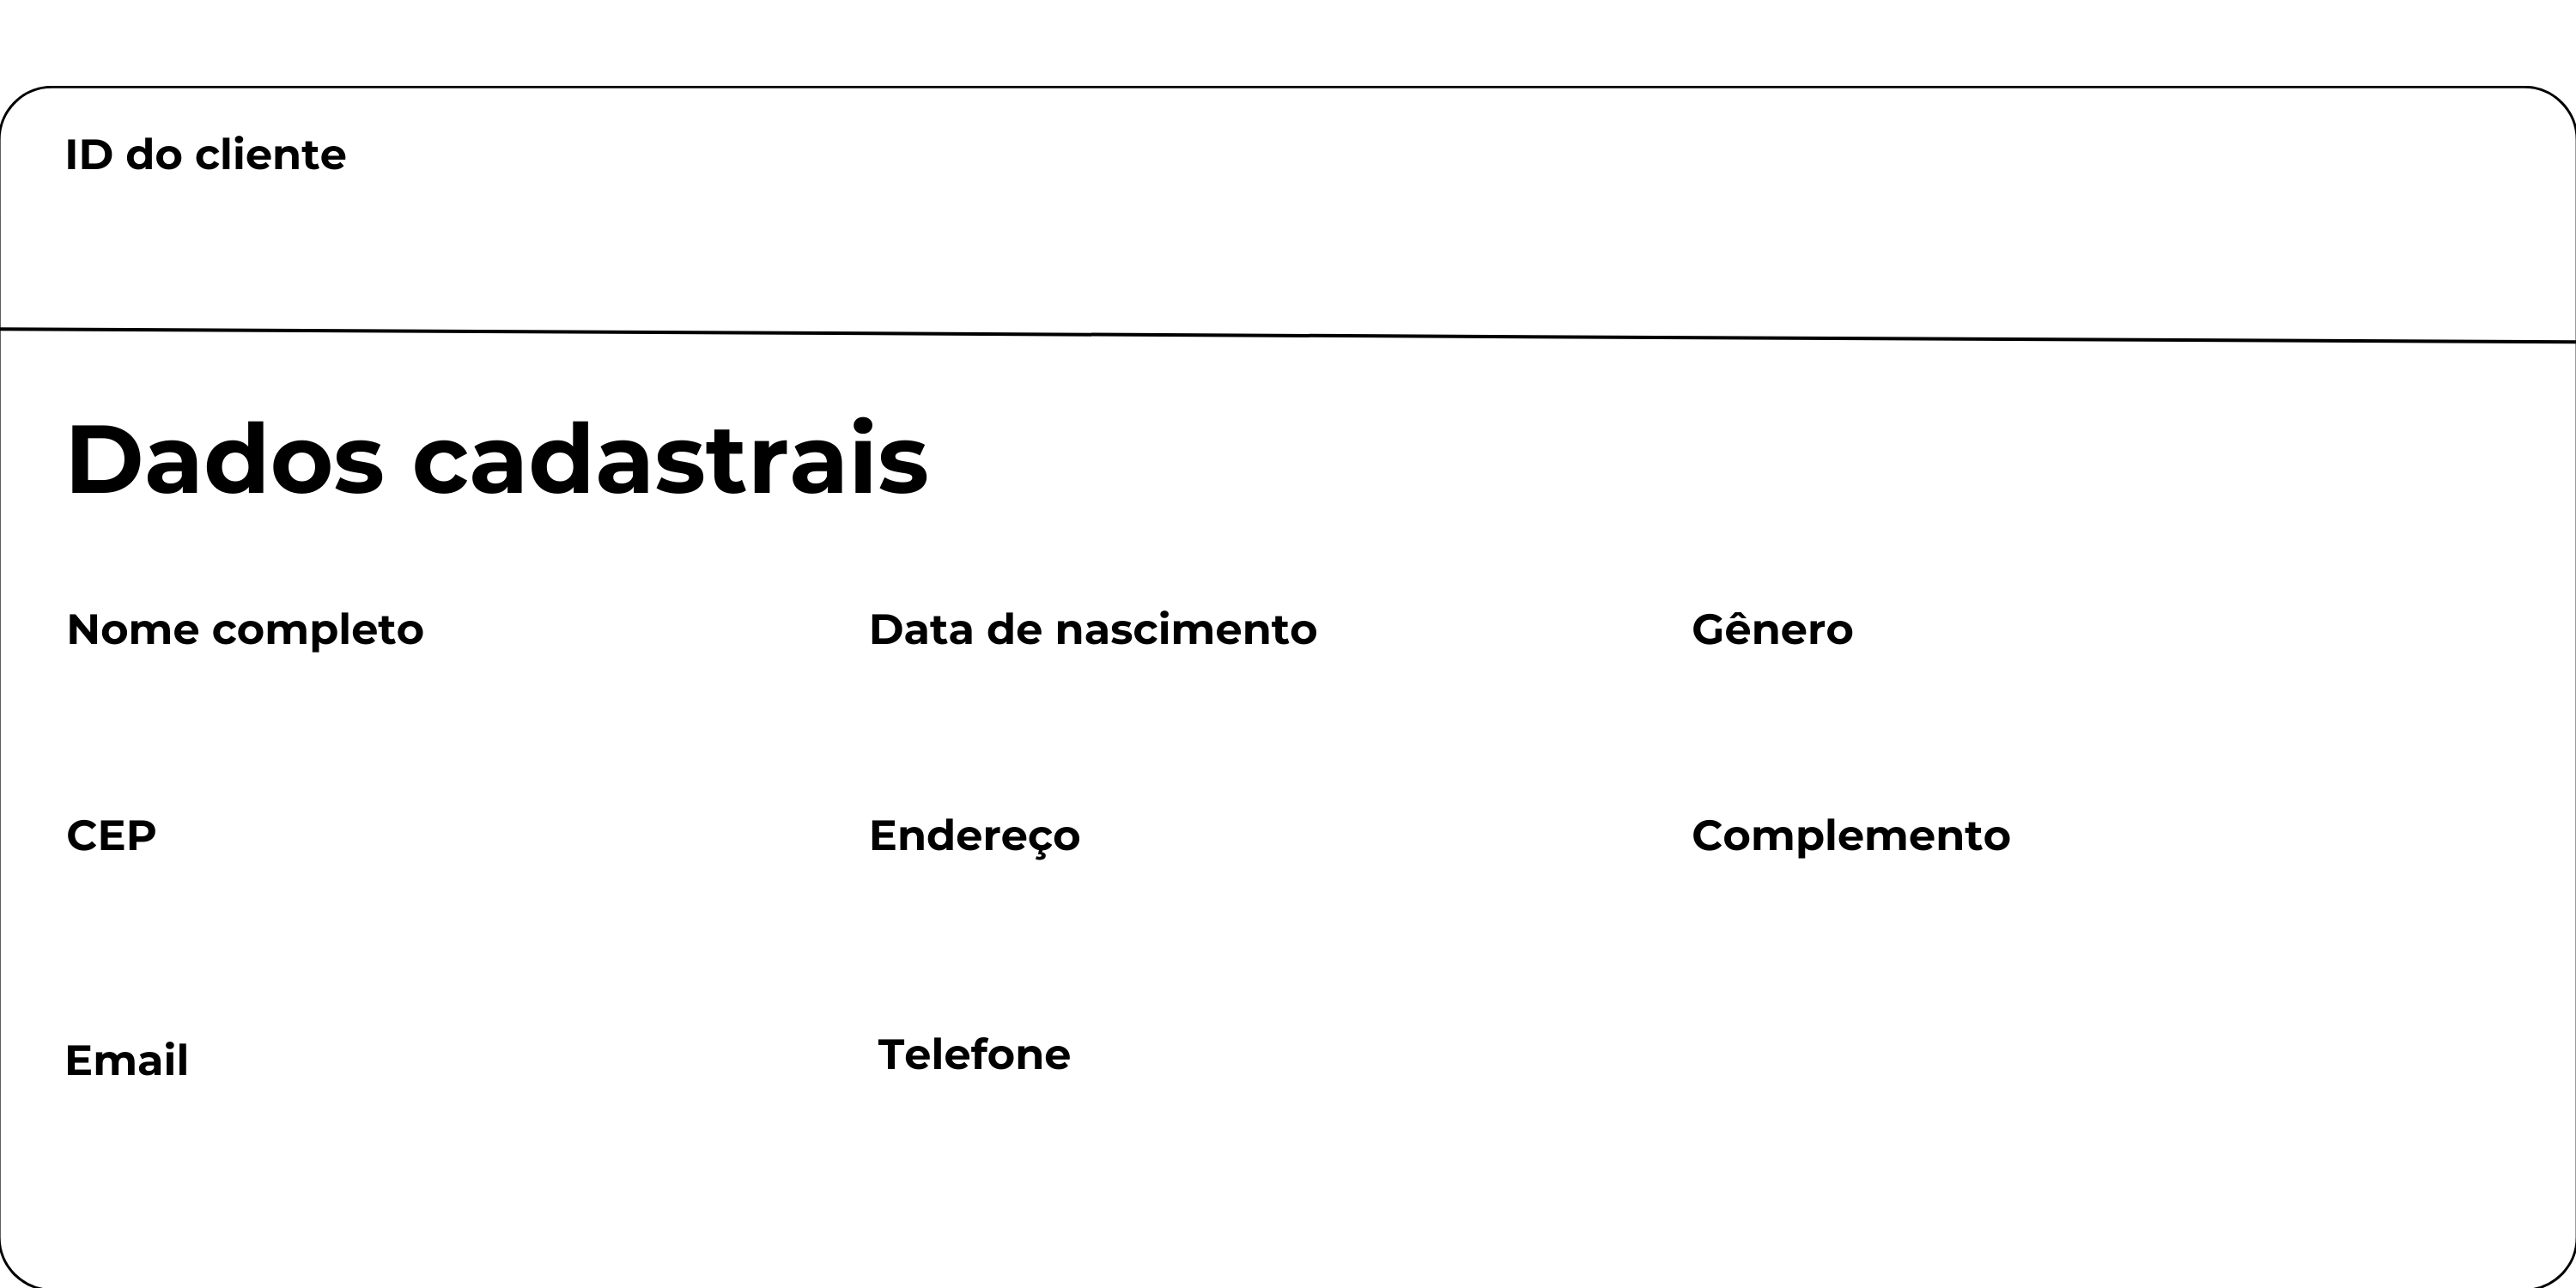 ID do cliente
Dados cadastrais
Nome completo
Data de nascimento
Gênero
CEP
Endereço
Complemento
Email
Telefone